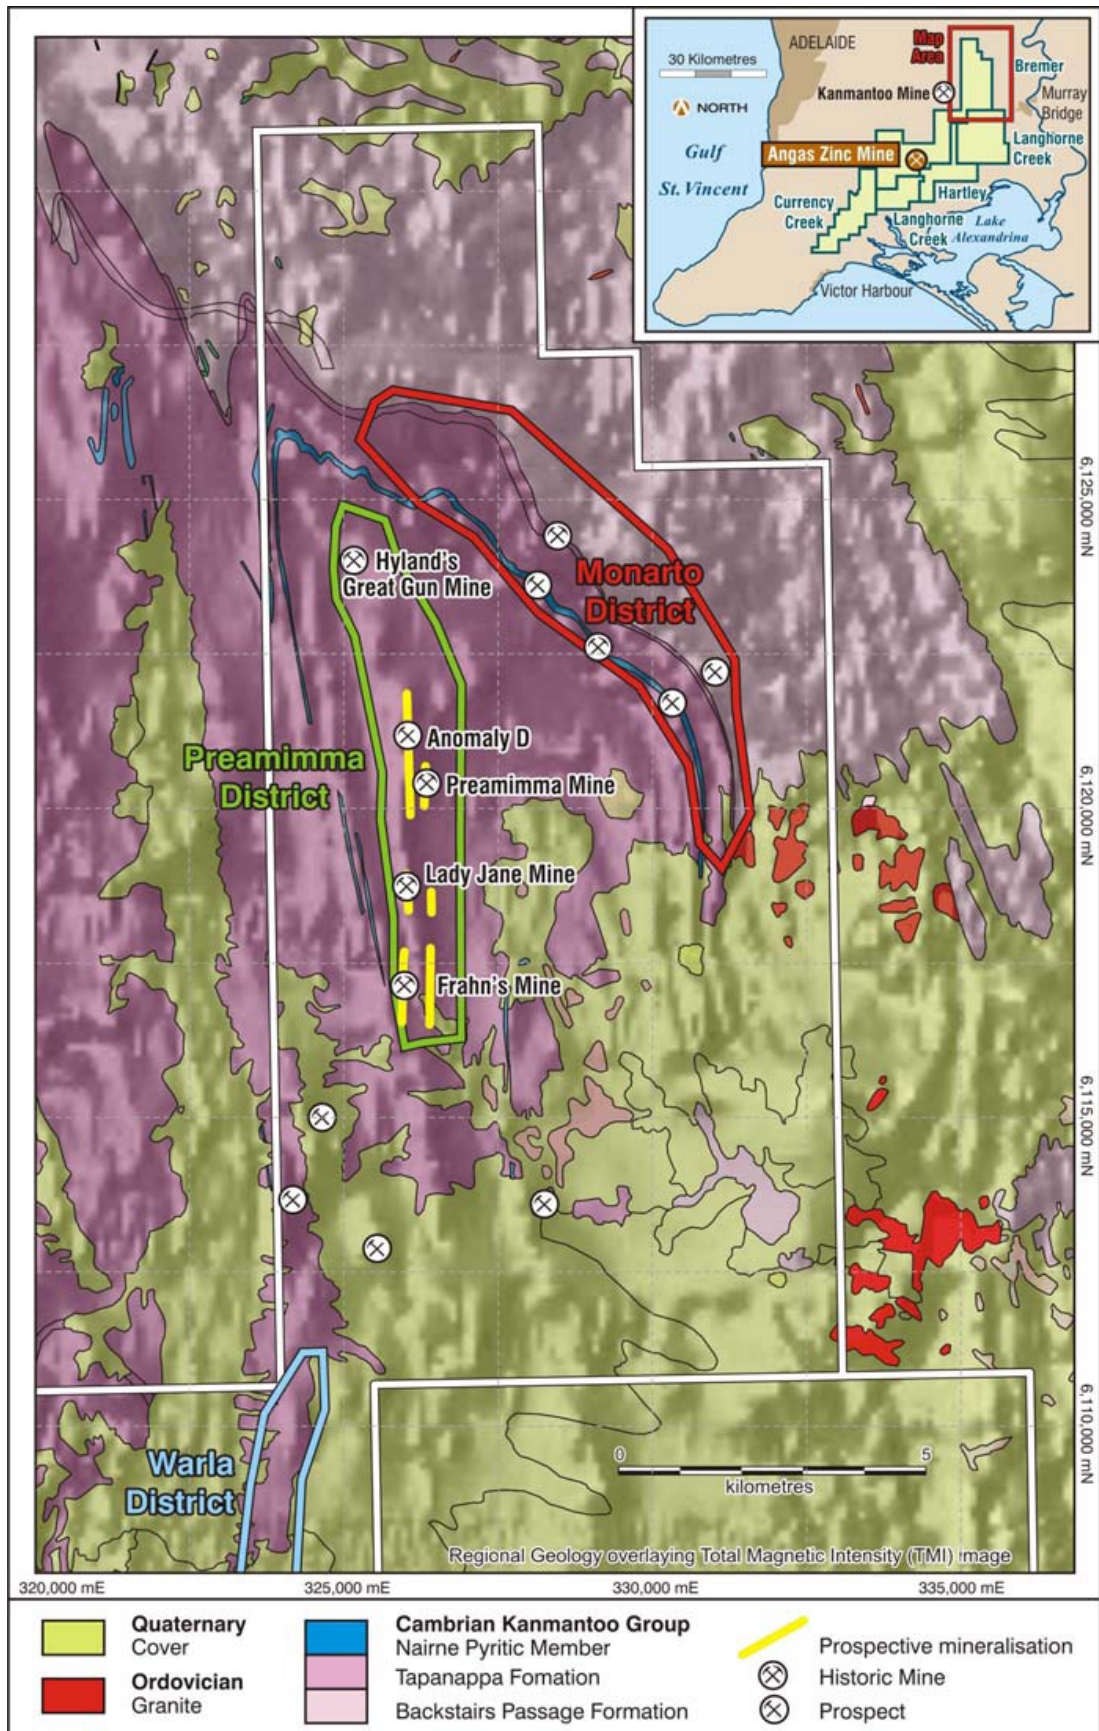 ADELAIDE
Map
Area
30 Kilometres
Bremer
Kanmantoo Mine
Murray
Bridge
NORTH
Langhorne
Creek
Gulf
St. Vincent
Angas Zinc Mine
Hartley
Currency
Creek
Langhorne
Creek
Lake
Alexandrina
Victor Harbour
6,125,000 mN
Hyland's
Great Gun Mine
Monarto
District
Anomaly D
Preamimma
District
Preamimma Mine
6,120,000 mN
Lady Jane Mine
Frahn's Mine
6,115,000 mN
6,110,000 mN
Warla
District
0 5
kilometres
Regional Geology overlaying Total Magnetic Intensity (TMI) image
320,000 mE 325,000 mE 330,000 mE 335,000 mE
Quaternary
Cover
Ordovician
Granite
Cambrian Kanmantoo Group
Nairne Pyritic Member
Tapanappa Fomation
Backstairs Passage Formation
Prospective mineralisation
Historic Mine
Prospect